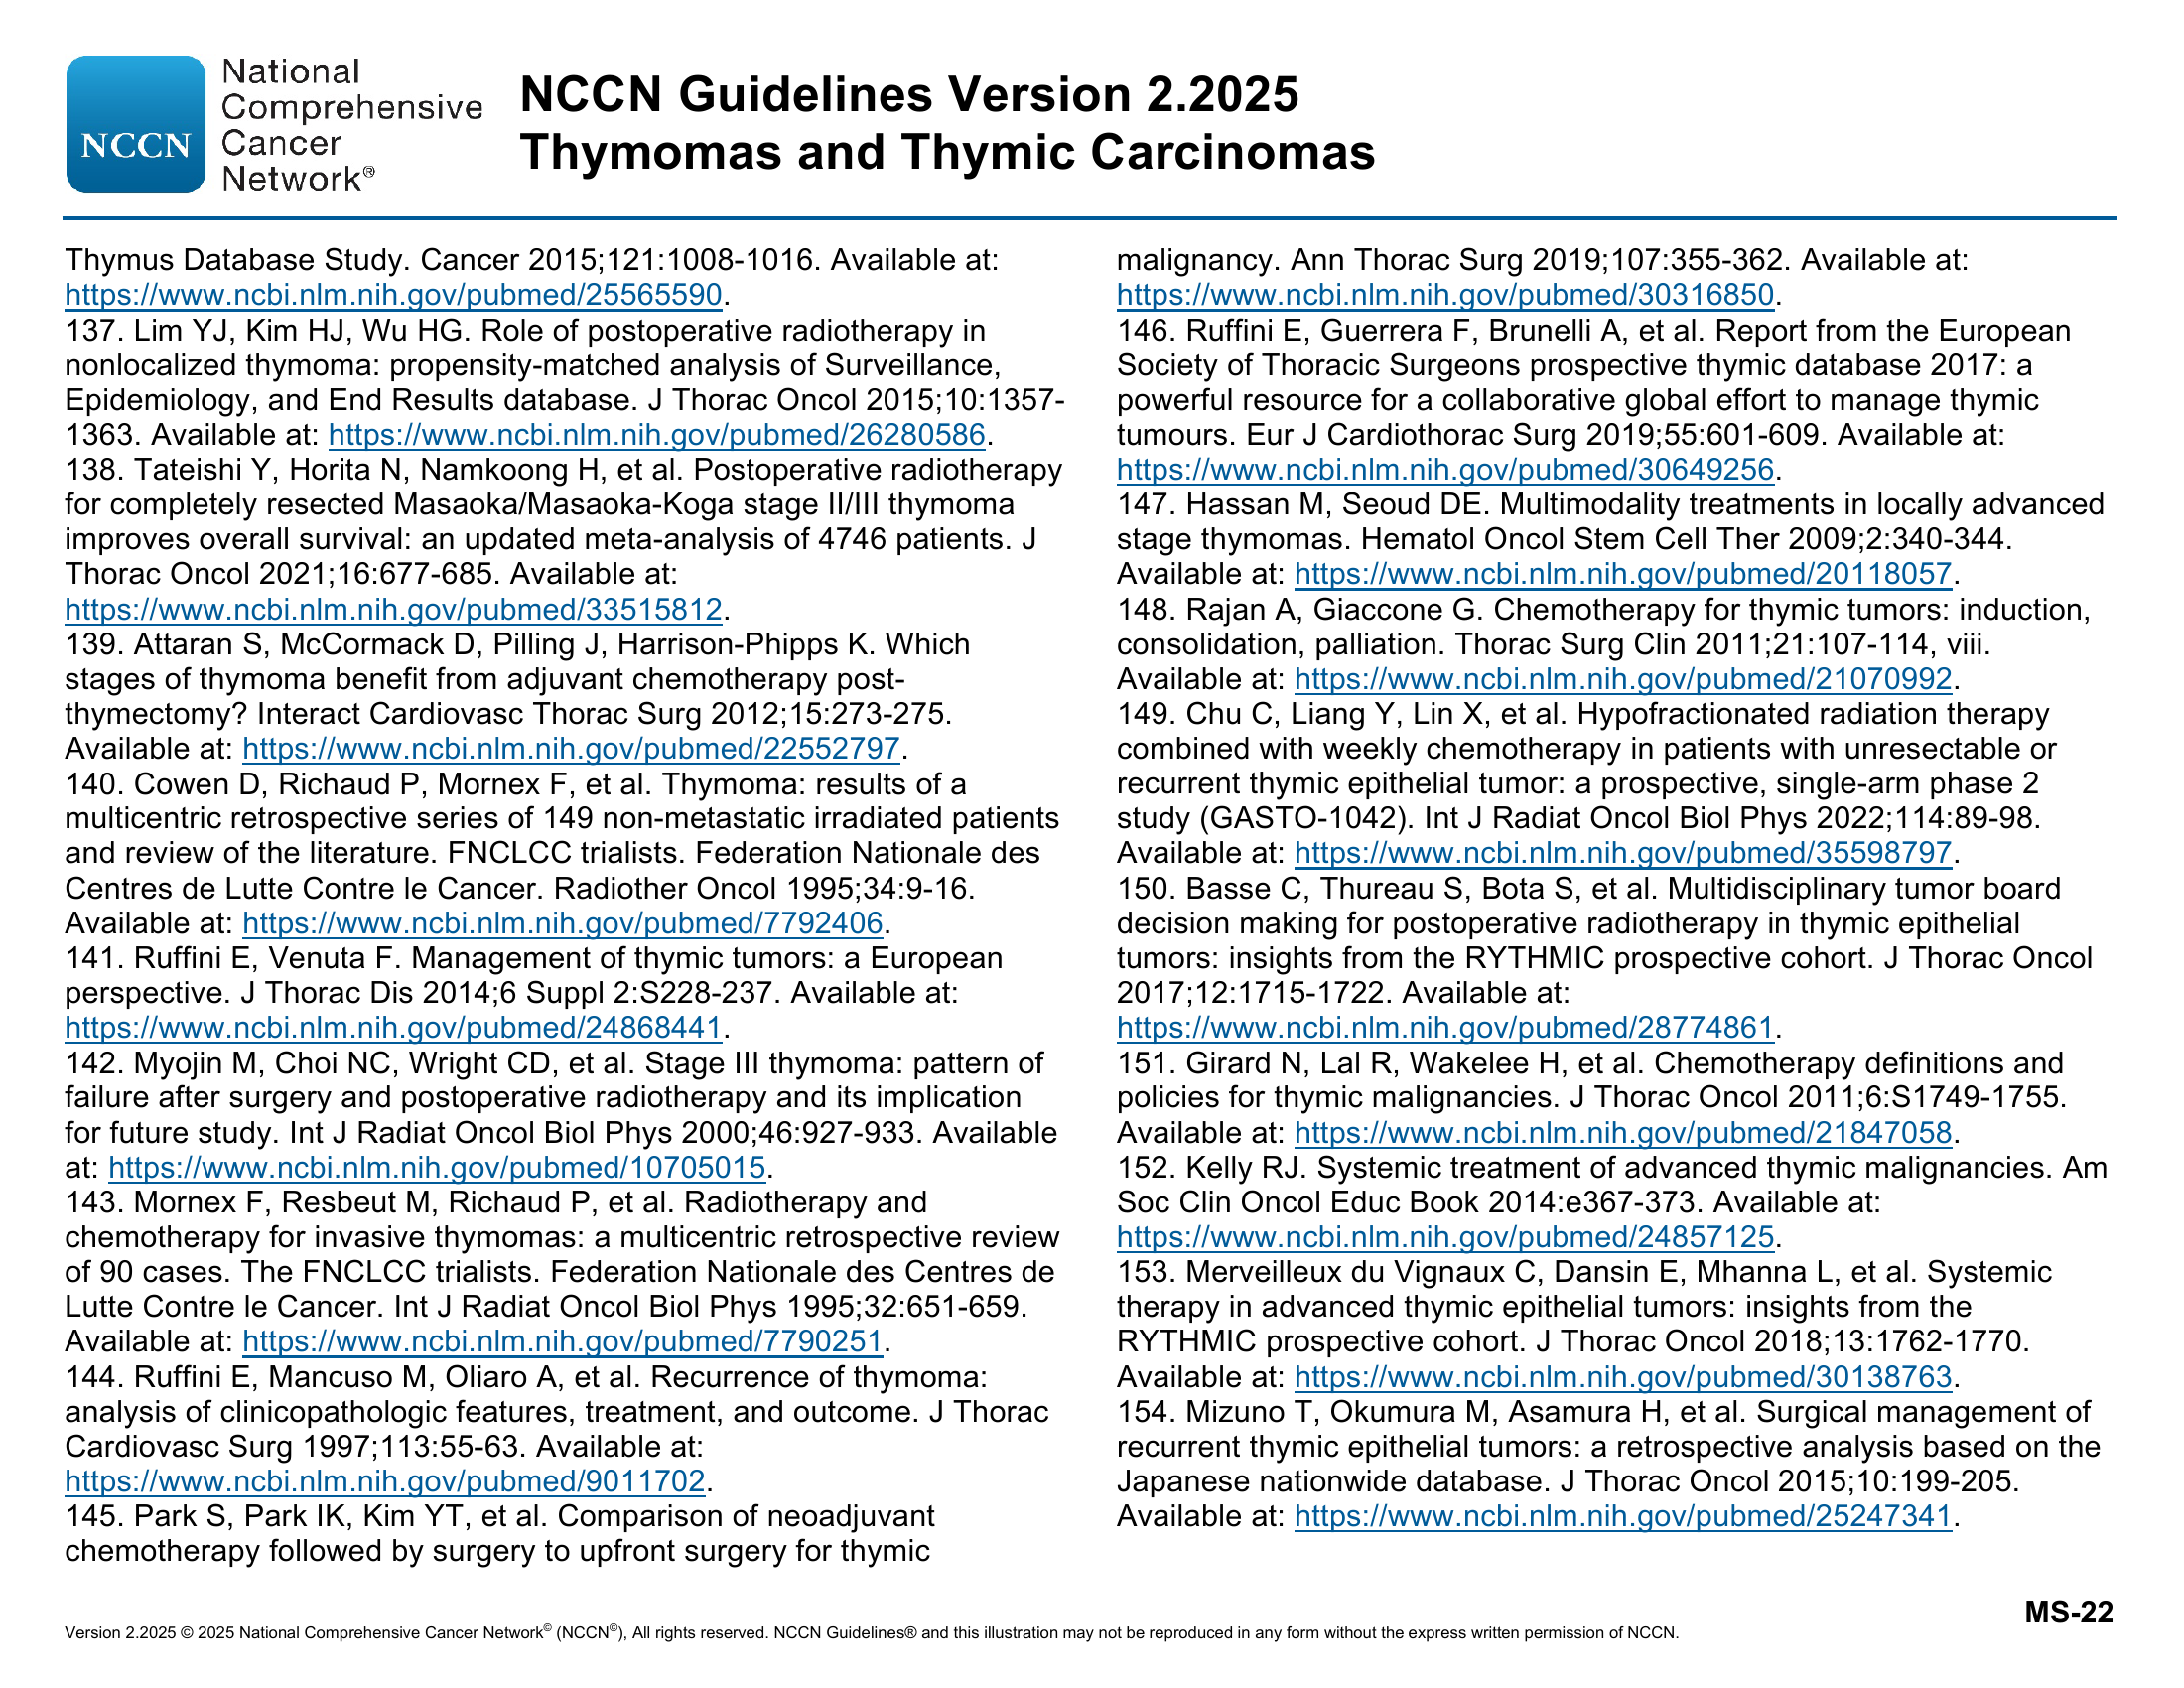 National
Comprehensive
Cancer
Network®
NCCN
NCCN Guidelines Version 2.2025
Thymomas and Thymic Carcinomas
Thymus Database Study. Cancer 2015;121:1008-1016. Available at:
https://www.ncbi.nlm.nih.gov/pubmed/25565590.
137. Lim YJ, Kim HJ, Wu HG. Role of postoperative radiotherapy in
nonlocalized thymoma: propensity-matched analysis of Surveillance,
Epidemiology, and End Results database. J Thorac Oncol 2015;10:1357-
1363. Available at: https://www.ncbi.nlm.nih.gov/pubmed/26280586.
138. Tateishi Y, Horita N, Namkoong H, et al. Postoperative radiotherapy
for completely resected Masaoka/Masaoka-Koga stage II/III thymoma
improves overall survival: an updated meta-analysis of 4746 patients. J
Thorac Oncol 2021;16:677-685. Available at:
https://www.ncbi.nlm.nih.gov/pubmed/33515812.
139. Attaran S, McCormack D, Pilling J, Harrison-Phipps K. Which
stages of thymoma benefit from adjuvant chemotherapy post-
thymectomy? Interact Cardiovasc Thorac Surg 2012;15:273-275.
Available at: https://www.ncbi.nlm.nih.gov/pubmed/22552797.
140. Cowen D, Richaud P, Mornex F, et al. Thymoma: results of a
multicentric retrospective series of 149 non-metastatic irradiated patients
and review of the literature. FNCLCC trialists. Federation Nationale des
Centres de Lutte Contre le Cancer. Radiother Oncol 1995;34:9-16.
Available at: https://www.ncbi.nlm.nih.gov/pubmed/7792406.
141. Ruffini E, Venuta F. Management of thymic tumors: a European
perspective. J Thorac Dis 2014;6 Suppl 2:S228-237. Available at:
https://www.ncbi.nlm.nih.gov/pubmed/24868441.
142. Myojin M, Choi NC, Wright CD, et al. Stage III thymoma: pattern of
failure after surgery and postoperative radiotherapy and its implication
for future study. Int J Radiat Oncol Biol Phys 2000;46:927-933. Available
at: https://www.ncbi.nlm.nih.gov/pubmed/10705015.
143. Mornex F, Resbeut M, Richaud P, et al. Radiotherapy and
chemotherapy for invasive thymomas: a multicentric retrospective review
of 90 cases. The FNCLCC trialists. Federation Nationale des Centres de
Lutte Contre le Cancer. Int J Radiat Oncol Biol Phys 1995;32:651-659.
Available at: https://www.ncbi.nlm.nih.gov/pubmed/7790251.
144. Ruffini E, Mancuso M, Oliaro A, et al. Recurrence of thymoma:
analysis of clinicopathologic features, treatment, and outcome. J Thorac
Cardiovasc Surg 1997;113:55-63. Available at:
https://www.ncbi.nlm.nih.gov/pubmed/9011702.
145. Park S, Park IK, Kim YT, et al. Comparison of neoadjuvant
chemotherapy followed by surgery to upfront surgery for thymic
malignancy. Ann Thorac Surg 2019;107:355-362. Available at:
https://www.ncbi.nlm.nih.gov/pubmed/30316850.
146. Ruffini E, Guerrera F, Brunelli A, et al. Report from the European
Society of Thoracic Surgeons prospective thymic database 2017: a
powerful resource for a collaborative global effort to manage thymic
tumours. Eur J Cardiothorac Surg 2019;55:601-609. Available at:
https://www.ncbi.nlm.nih.gov/pubmed/30649256.
147. Hassan M, Seoud DE. Multimodality treatments in locally advanced
stage thymomas. Hematol Oncol Stem Cell Ther 2009;2:340-344.
Available at: https://www.ncbi.nlm.nih.gov/pubmed/20118057.
148. Rajan A, Giaccone G. Chemotherapy for thymic tumors: induction,
consolidation, palliation. Thorac Surg Clin 2011;21:107-114, viii.
Available at: https://www.ncbi.nlm.nih.gov/pubmed/21070992.
149. Chu C, Liang Y, Lin X, et al. Hypofractionated radiation therapy
combined with weekly chemotherapy in patients with unresectable or
recurrent thymic epithelial tumor: a prospective, single-arm phase 2
study (GASTO-1042). Int J Radiat Oncol Biol Phys 2022;114:89-98.
Available at: https://www.ncbi.nlm.nih.gov/pubmed/35598797.
150. Basse C, Thureau S, Bota S, et al. Multidisciplinary tumor board
decision making for postoperative radiotherapy in thymic epithelial
tumors: insights from the RYTHMIC prospective cohort. J Thorac Oncol
2017;12:1715-1722. Available at:
https://www.ncbi.nlm.nih.gov/pubmed/28774861.
151. Girard N, Lal R, Wakelee H, et al. Chemotherapy definitions and
policies for thymic malignancies. J Thorac Oncol 2011;6:S1749-1755.
Available at: https://www.ncbi.nlm.nih.gov/pubmed/21847058.
152. Kelly RJ. Systemic treatment of advanced thymic malignancies. Am
Soc Clin Oncol Educ Book 2014:e367-373. Available at:
https://www.ncbi.nlm.nih.gov/pubmed/24857125.
153. Merveilleux du Vignaux C, Dansin E, Mhanna L, et al. Systemic
therapy in advanced thymic epithelial tumors: insights from the
RYTHMIC prospective cohort. J Thorac Oncol 2018;13:1762-1770.
Available at: https://www.ncbi.nlm.nih.gov/pubmed/30138763.
154. Mizuno T, Okumura M, Asamura H, et al. Surgical management of
recurrent thymic epithelial tumors: a retrospective analysis based on the
Japanese nationwide database. J Thorac Oncol 2015;10:199-205.
Available at: https://www.ncbi.nlm.nih.gov/pubmed/25247341.
MS-22
Version 2.2025 © 2025 National Comprehensive Cancer Network© (NCCN©), All rights reserved. NCCN Guidelines® and this illustration may not be reproduced in any form without the express written permission of NCCN.